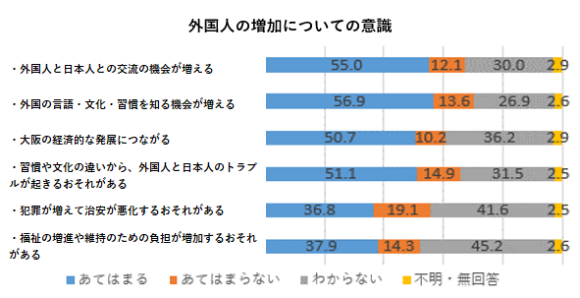 外国人の増加についての意識
・外国人と日本人との交流の機会が増える
55.0 12.1 30.0 2.9
・外国の言語・文化・習慣を知る機会が増える
56.9 13.6 26.9 2.6
・大阪の経済的な発展につながる
50.7 10.2 36.2 2.9
・習慣や文化の違いから、外国人と日本人のトラブ
ルが起きるおそれがある
51.1 14.9 31.5 2.5
・犯罪が増えて治安が悪化するおそれがある
36.8 19.1 41.6 2.5
・福祉の増進や維持のための負担が増加するおそれ
がある
37.9 14.3 45.2 2.6
あてはまる あてはまらない わからない 不明・無回答